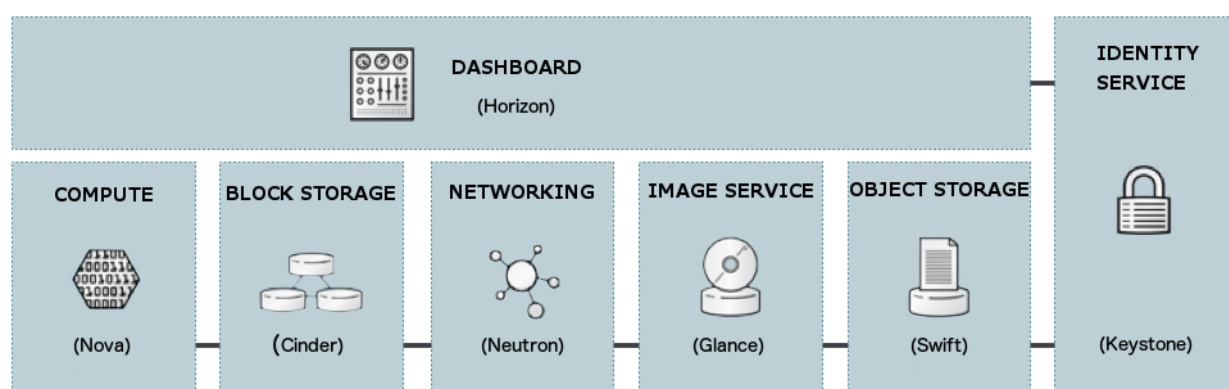 DASHBOARD
(Horizon)
IDENTITY
SERVICE
COMPUTE
(Nova)
BLOCK STORAGE
(Cinder)
NETWORKING
(Neutron)
IMAGE SERVICE
(Glance)
OBJECT STORAGE
(Swift)
(Keystone)